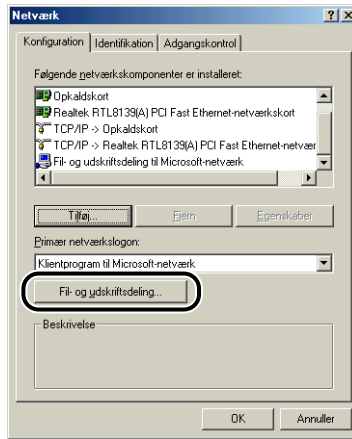 Netværk
Konfiguration Identifikation Adgangskontrol
Følgende netværkskomponenter er installeret:
Opkaldskort
Realtek RTL8139(A) PCI Fast Ethernet-netværkskort
TCP/IP -> Opkaldskort
TCP/IP -> Realtek RTL8139(A) PCI Fast Ethernet-netvær
Fil- og udskriftsdeling til Microsoft-netværk
Tilføj... Fjern Egenskaber
Primær netværkslogon:
Klientprogram til Microsoft-netværk
Fil- og udskriftsdeling...
Beskrivelse
OK Annuller